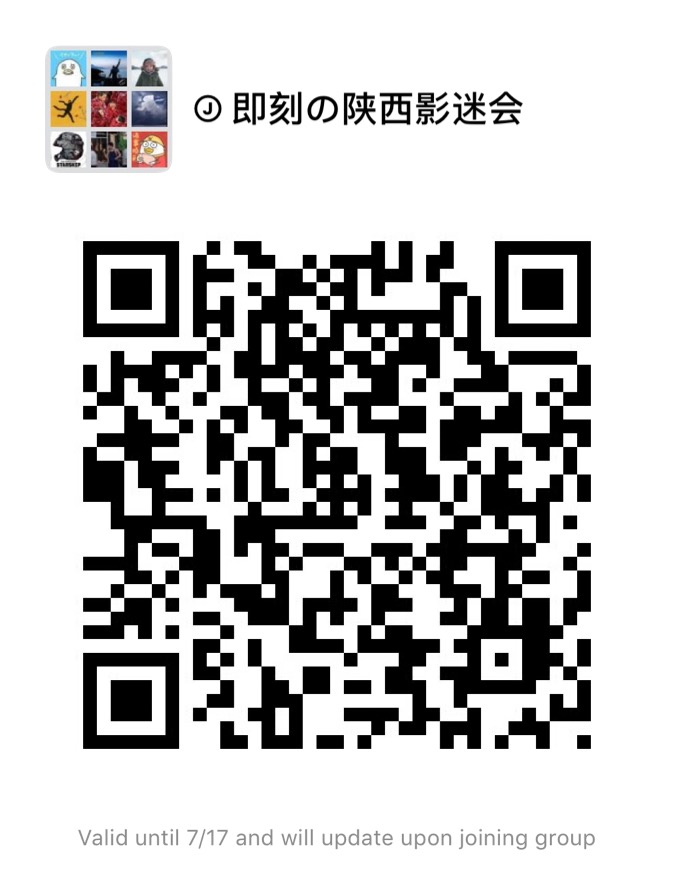 J 即刻の陕西影迷会
Valid until 7/17 and will update upon joining group